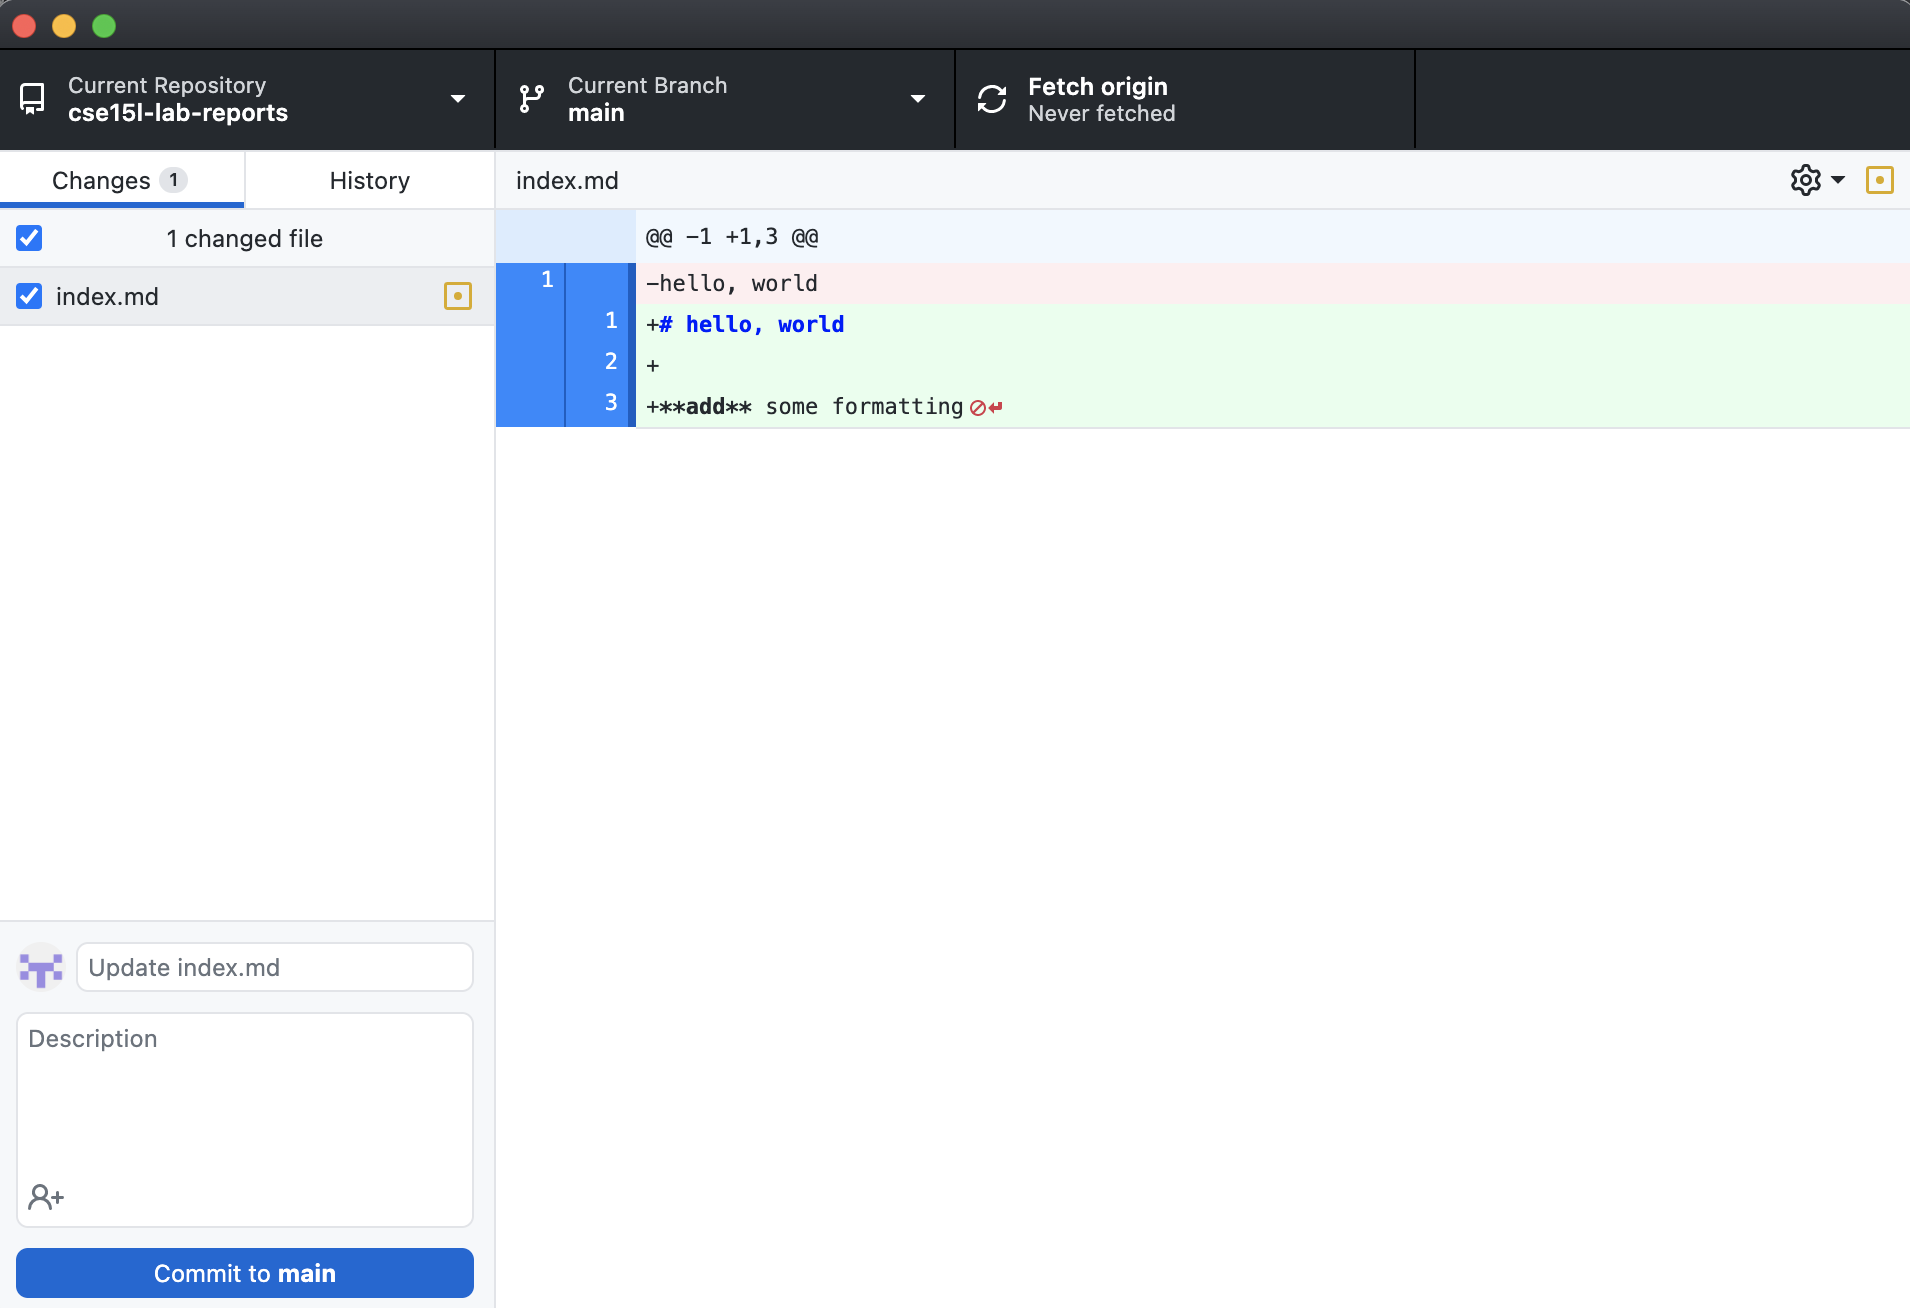 Current Repository
cse15l-lab-reports
Current Branch
main
Fetch origin
Never fetched
Changes 1
History
index.md
1 changed file
index.md
@@ -1 +1,3 @@
1 -hello, world
1 +# hello, world
2 +
3 +**add** some formatting
Update index.md
Description
Commit to main